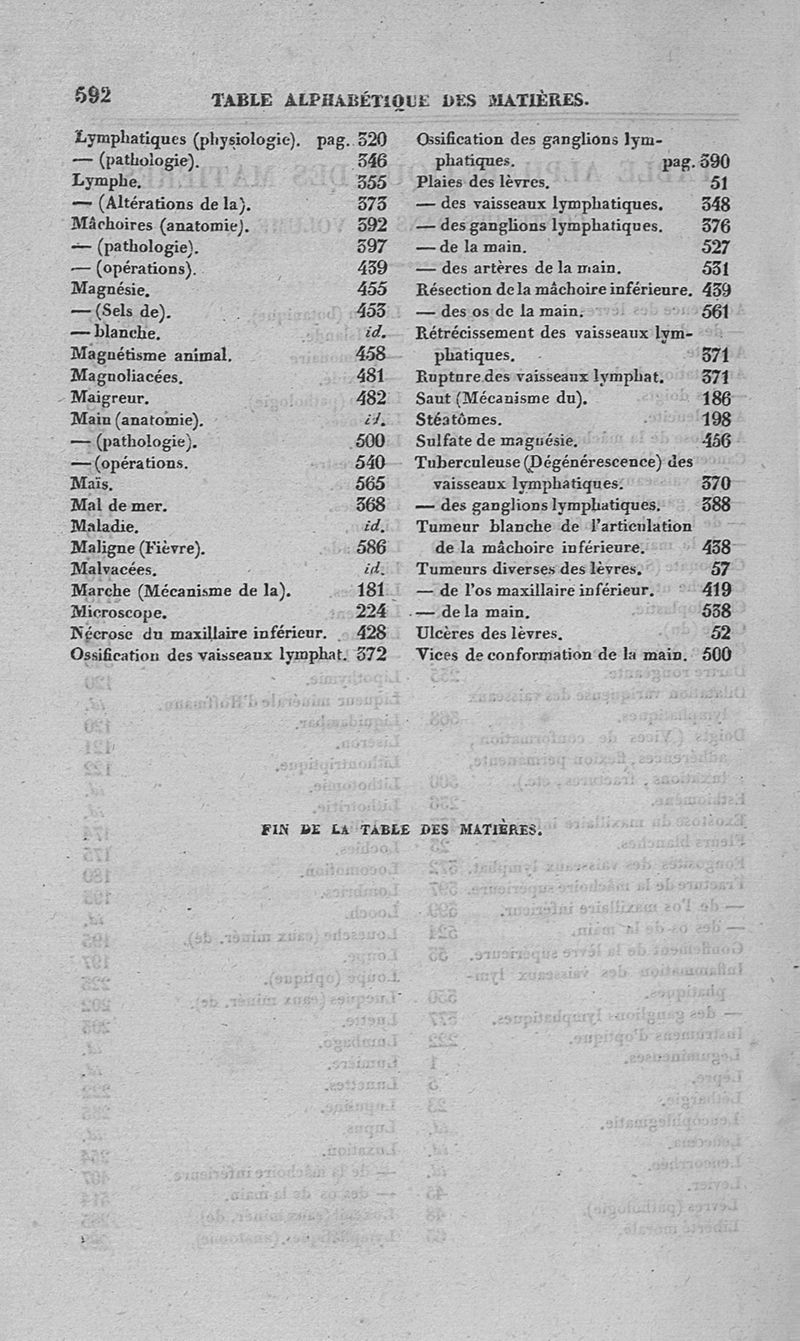 592
TABLE ALPHABÉTIQUE DES MATIÈRES.
Lymphatiques (physiologie). pag. 320
— (pathologie). 346
Lymphe. 355
— (Altérations de la). 373
Mâchoires (anatomie). 392
— (pathologie). 397
— (opérations). 439
Magnésie. 455
— (Sels de). 453
— blanche. id.
Magnétisme animal. 458
Magnoliacées. 481
Maigreur. 482
Main (anatomie). id.
— (pathologie). 500
— (opérations. 540
Maïs. 565
Mal de mer. 368
Maladie. id.
Maligne (Fièvre). 586
Malvacées. id.
Marche (Mécanisme de la). 181
Microscope. 224
Nécrose du maxillaire inférieur. 428
Ossification des vaisseaux lymphat. 372
Ossification des ganglions lym-
phatiques. pag. 390
Plaies des lèvres. 51
— des vaisseaux lymphatiques. 348
— des ganglions lymphatiques. 376
— de la main. 527
— des artères de la main. 531
Résection de la mâchoire inférieure. 439
— des os de la main. 561
Rétrécissement des vaisseaux lym-
phatiques. 371
Rupture des vaisseaux lymphat. 371
Saut (Mécanisme du). 186
Stéatômes. 198
Sulfate de magnésie. 456
Tuberculeuse (Dégénérescence) des
vaisseaux lymphatiques. 370
— des ganglions lymphatiques. 388
Tumeur blanche de l'articulation
de la mâchoire inférieure. 438
Tumeurs diverses des lèvres. 57
— de l'os maxillaire inférieur. 419
— de la main. 538
Ulcères des lèvres. 52
Vices de conformation de la main. 500
FIN DE LA TABLE DES MATIÈRES.